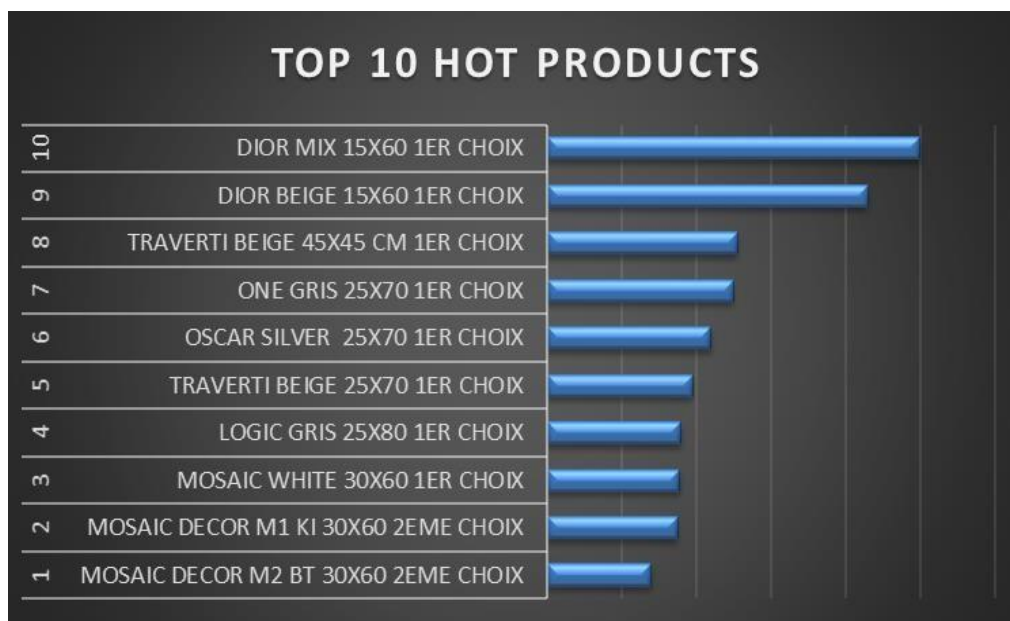 TOP 10 HOT PRODUCTS
10 DIOR MIX 15X60 1ER CHOIX
9 DIOR BEIGE 15X60 1ER CHOIX
8 TRAVERTI BEIGE 45X45 CM 1ER CHOIX
7 ONE GRIS 25X70 1ER CHOIX
6 OSCAR SILVER  25X70 1ER CHOIX
5 TRAVERTI BEIGE 25X70 1ER CHOIX
4 LOGIC GRIS 25X80 1ER CHOIX
3 MOSAIC WHITE 30X60 1ER CHOIX
2 MOSAIC DECOR M1 KI 30X60 2EME CHOIX
1 MOSAIC DECOR M2 BT 30X60 2EME CHOIX